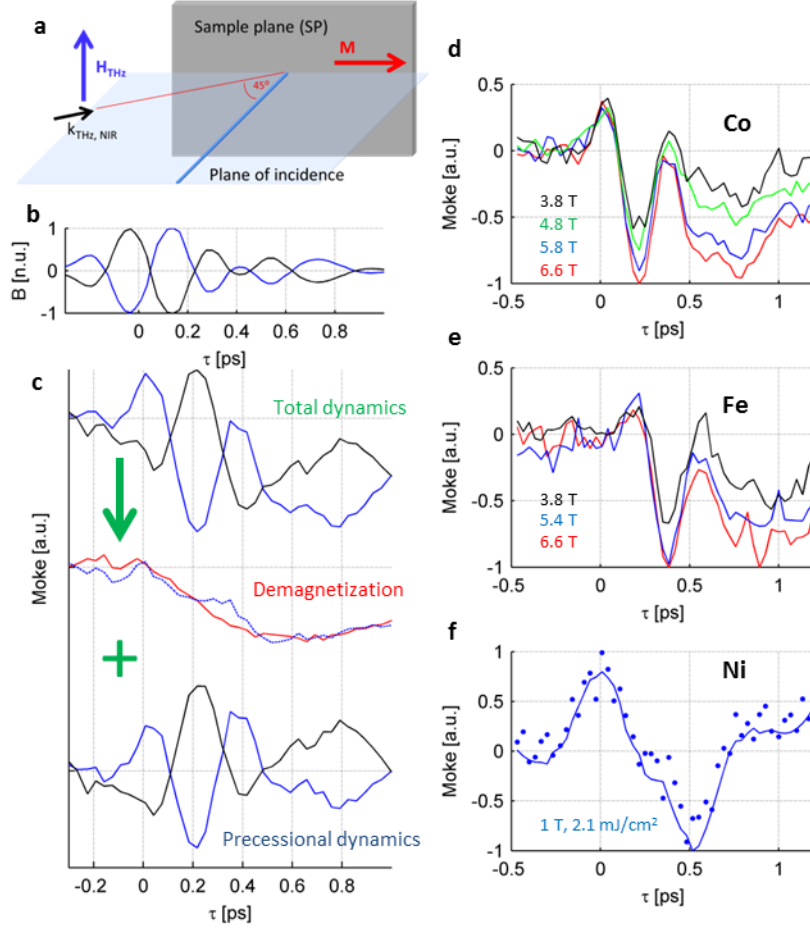 a
Sample plane (SP)
M
H_THz
45°
k_THz, NIR
Plane of incidence
b
B [n.u.]
1
0
-1
0 0.2 0.4 0.6 0.8
τ [ps]
c
Total dynamics
Moke [a.u.]
Demagnetization
+
Precessional dynamics
-0.2 0 0.2 0.4 0.6 0.8
τ [ps]
d
Co
Moke [a.u.]
0.5
0
-0.5
-1
3.8 T
4.8 T
5.8 T
6.6 T
-0.5 0 0.5 1
τ [ps]
e
Fe
Moke [a.u.]
0.5
0
-0.5
-1
3.8 T
5.4 T
6.6 T
-0.5 0 0.5 1
τ [ps]
f
Ni
Moke [a.u.]
1
0.5
0
-0.5
-1
1 T, 2.1 mJ/cm²
-0.5 0 0.5 1
τ [ps]